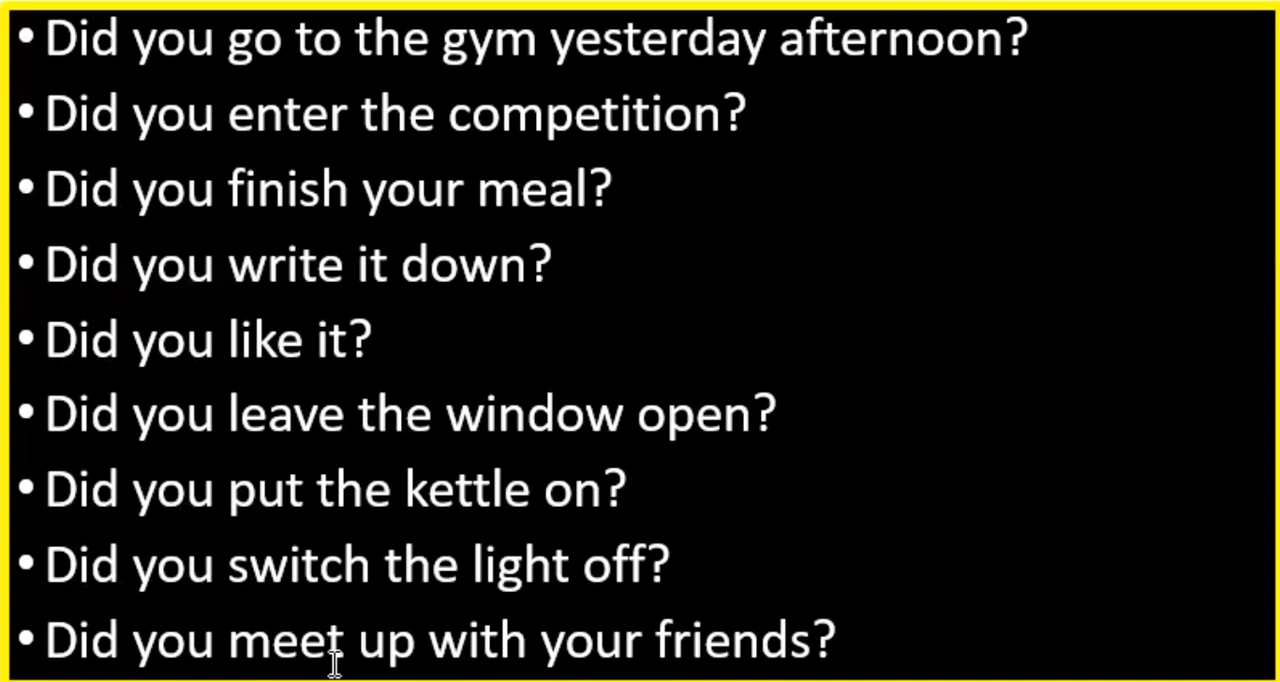 • Did you go to the gym yesterday afternoon?
• Did you enter the competition?
• Did you finish your meal?
• Did you write it down?
• Did you like it?
• Did you leave the window open?
• Did you put the kettle on?
• Did you switch the light off?
• Did you meet up with your friends?